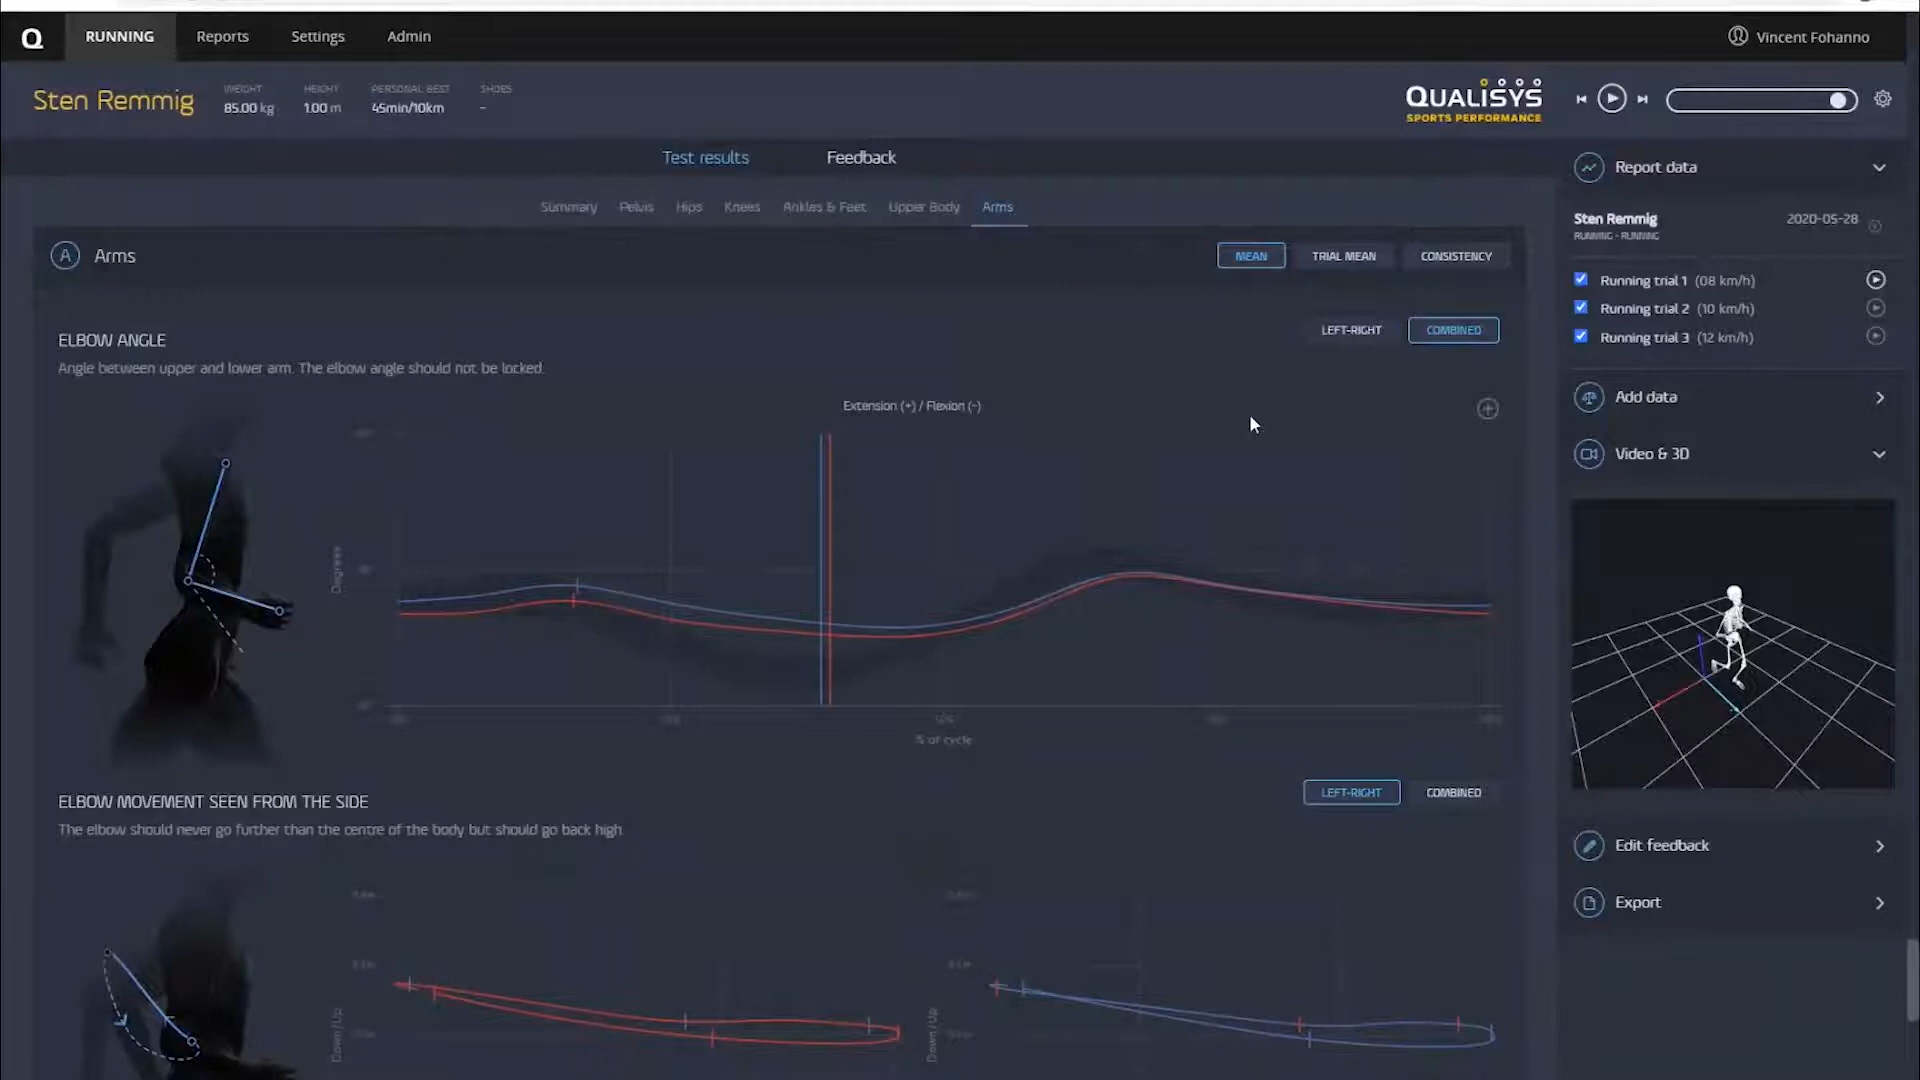 Q RUNNING Reports Settings Admin Vincent Fohanno
Sten Remmig
WEIGHT HEIGHT PERSONAL BEST SHOES
85.00 kg 1.00 m 45min/10km -
QUALISYS
SPORTS PERFORMANCE
Test results Feedback
Summary Pelvis Hips Knees Ankles & Feet Upper Body Arms
A Arms
MEAN TRIAL MEAN CONSISTENCY
ELBOW ANGLE
LEFT-RIGHT COMBINED
Angle between upper and lower arm. The elbow angle should not be locked.
Extension (+) / Flexion (-)
Degrees
% of cycle
ELBOW MOVEMENT SEEN FROM THE SIDE
LEFT-RIGHT COMBINED
The elbow should never go further than the centre of the body but should go back high
Down/Up
Down/Up
Report data
Sten Remmig 2020-05-28
RUNNING - RUNNING
Running trial 1 (08 km/h)
Running trial 2 (10 km/h)
Running trial 3 (12 km/h)
Add data
Video & 3D
Edit feedback
Export